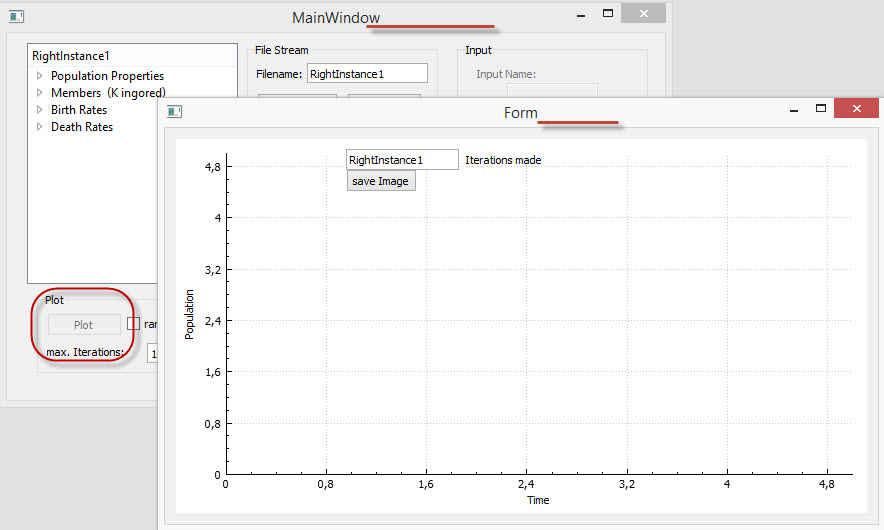 MainWindow
RightInstance1
Population Properties
Members (K ingored)
Birth Rates
Death Rates
File Stream
Filename: RightInstance1
Input
Input Name:
Plot
Plot
max. Iterations: 1
Form
RightInstance1 Iterations made
save Image
4,8
4
3,2
2,4
1,6
0,8
0
Population
0 0,8 1,6 2,4 3,2 4 4,8
Time